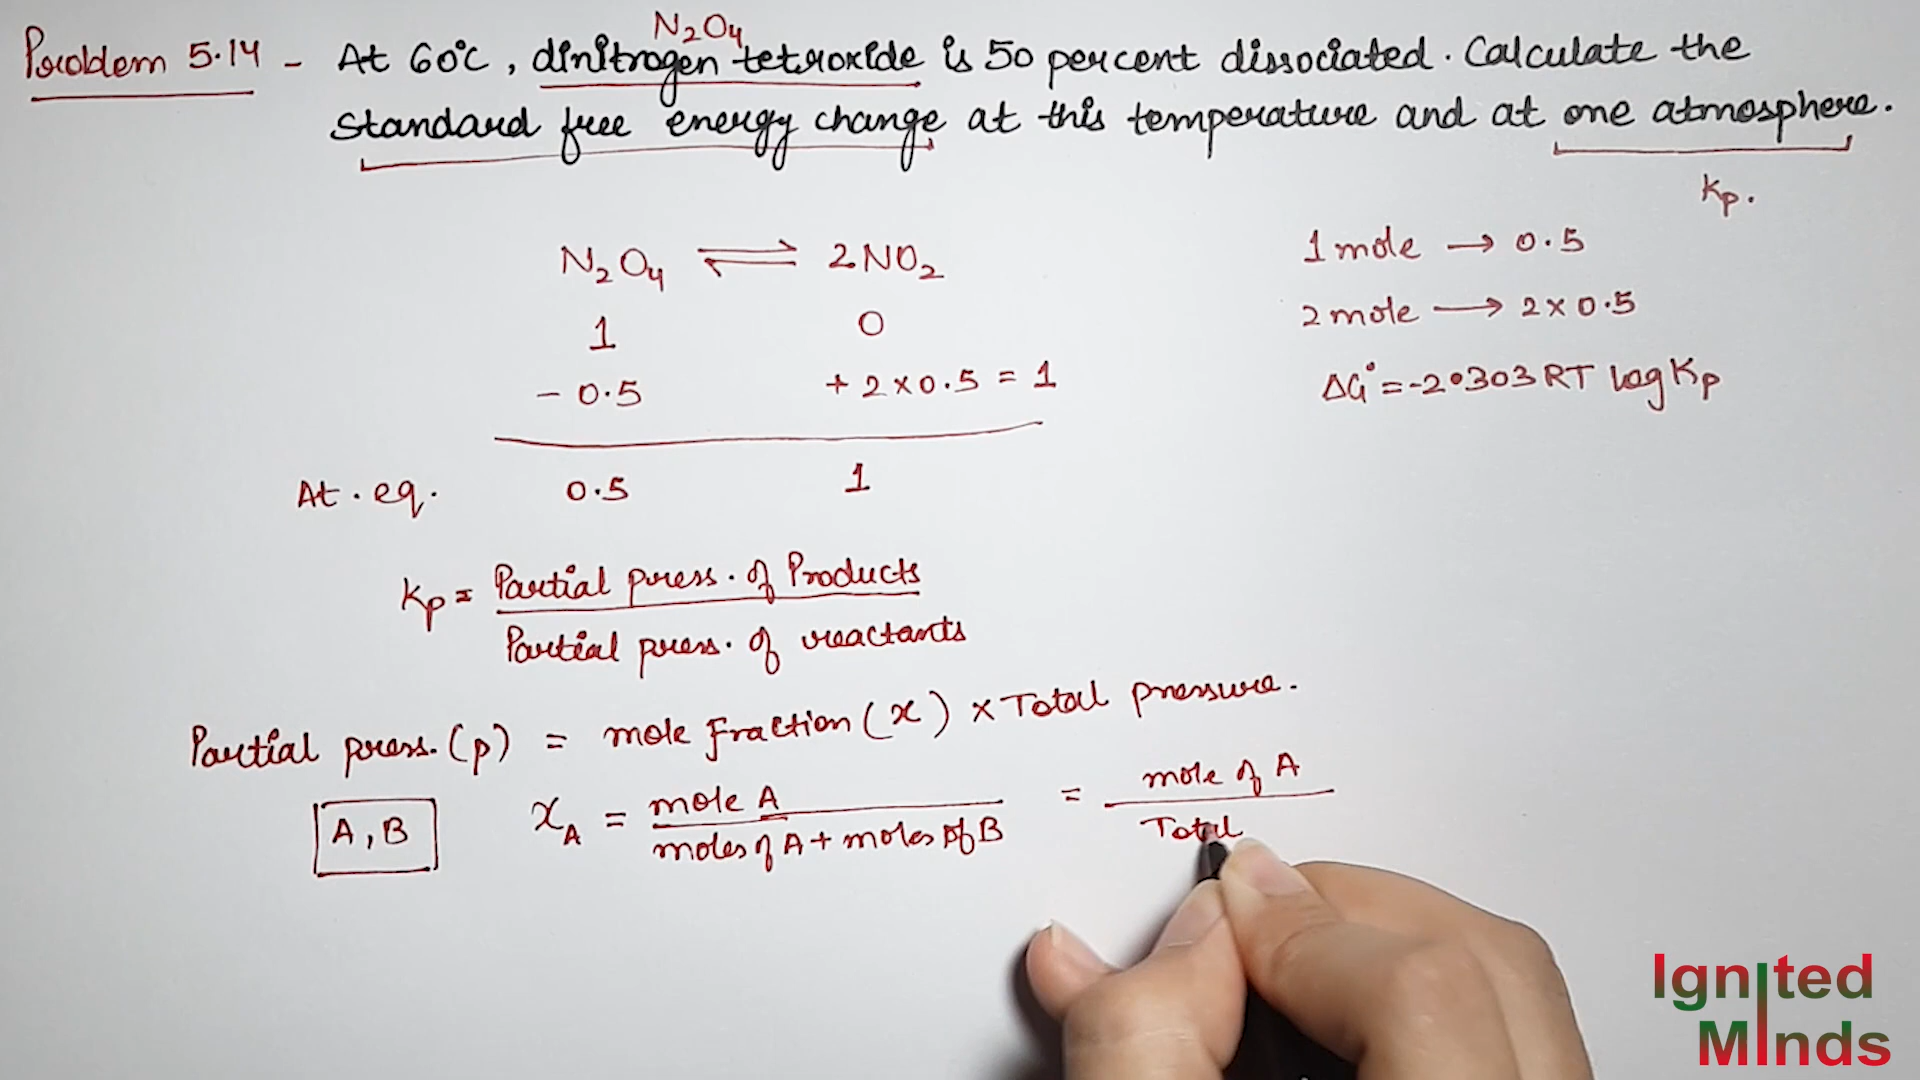 N₂O₄
Problem 5.14 - At 60°C, dinitrogen tetroxide is 50 percent dissociated. Calculate the
standard free energy change at this temperature and at one atmosphere.
Kp.
N₂O₄ ⇌ 2NO₂
1 0
- 0.5 + 2×0.5 = 1
At. eq. 0.5 1
1 mole → 0.5
2 mole → 2×0.5
ΔG° = -2.303 RT log Kp
Kp = Partial press. of Products
Partial press. of reactants
Partial press. (p) = mole fraction (x) × Total pressure.
A, B
x_A = mole A / moles of A + moles of B = mole of A / Total
Ignited
Minds